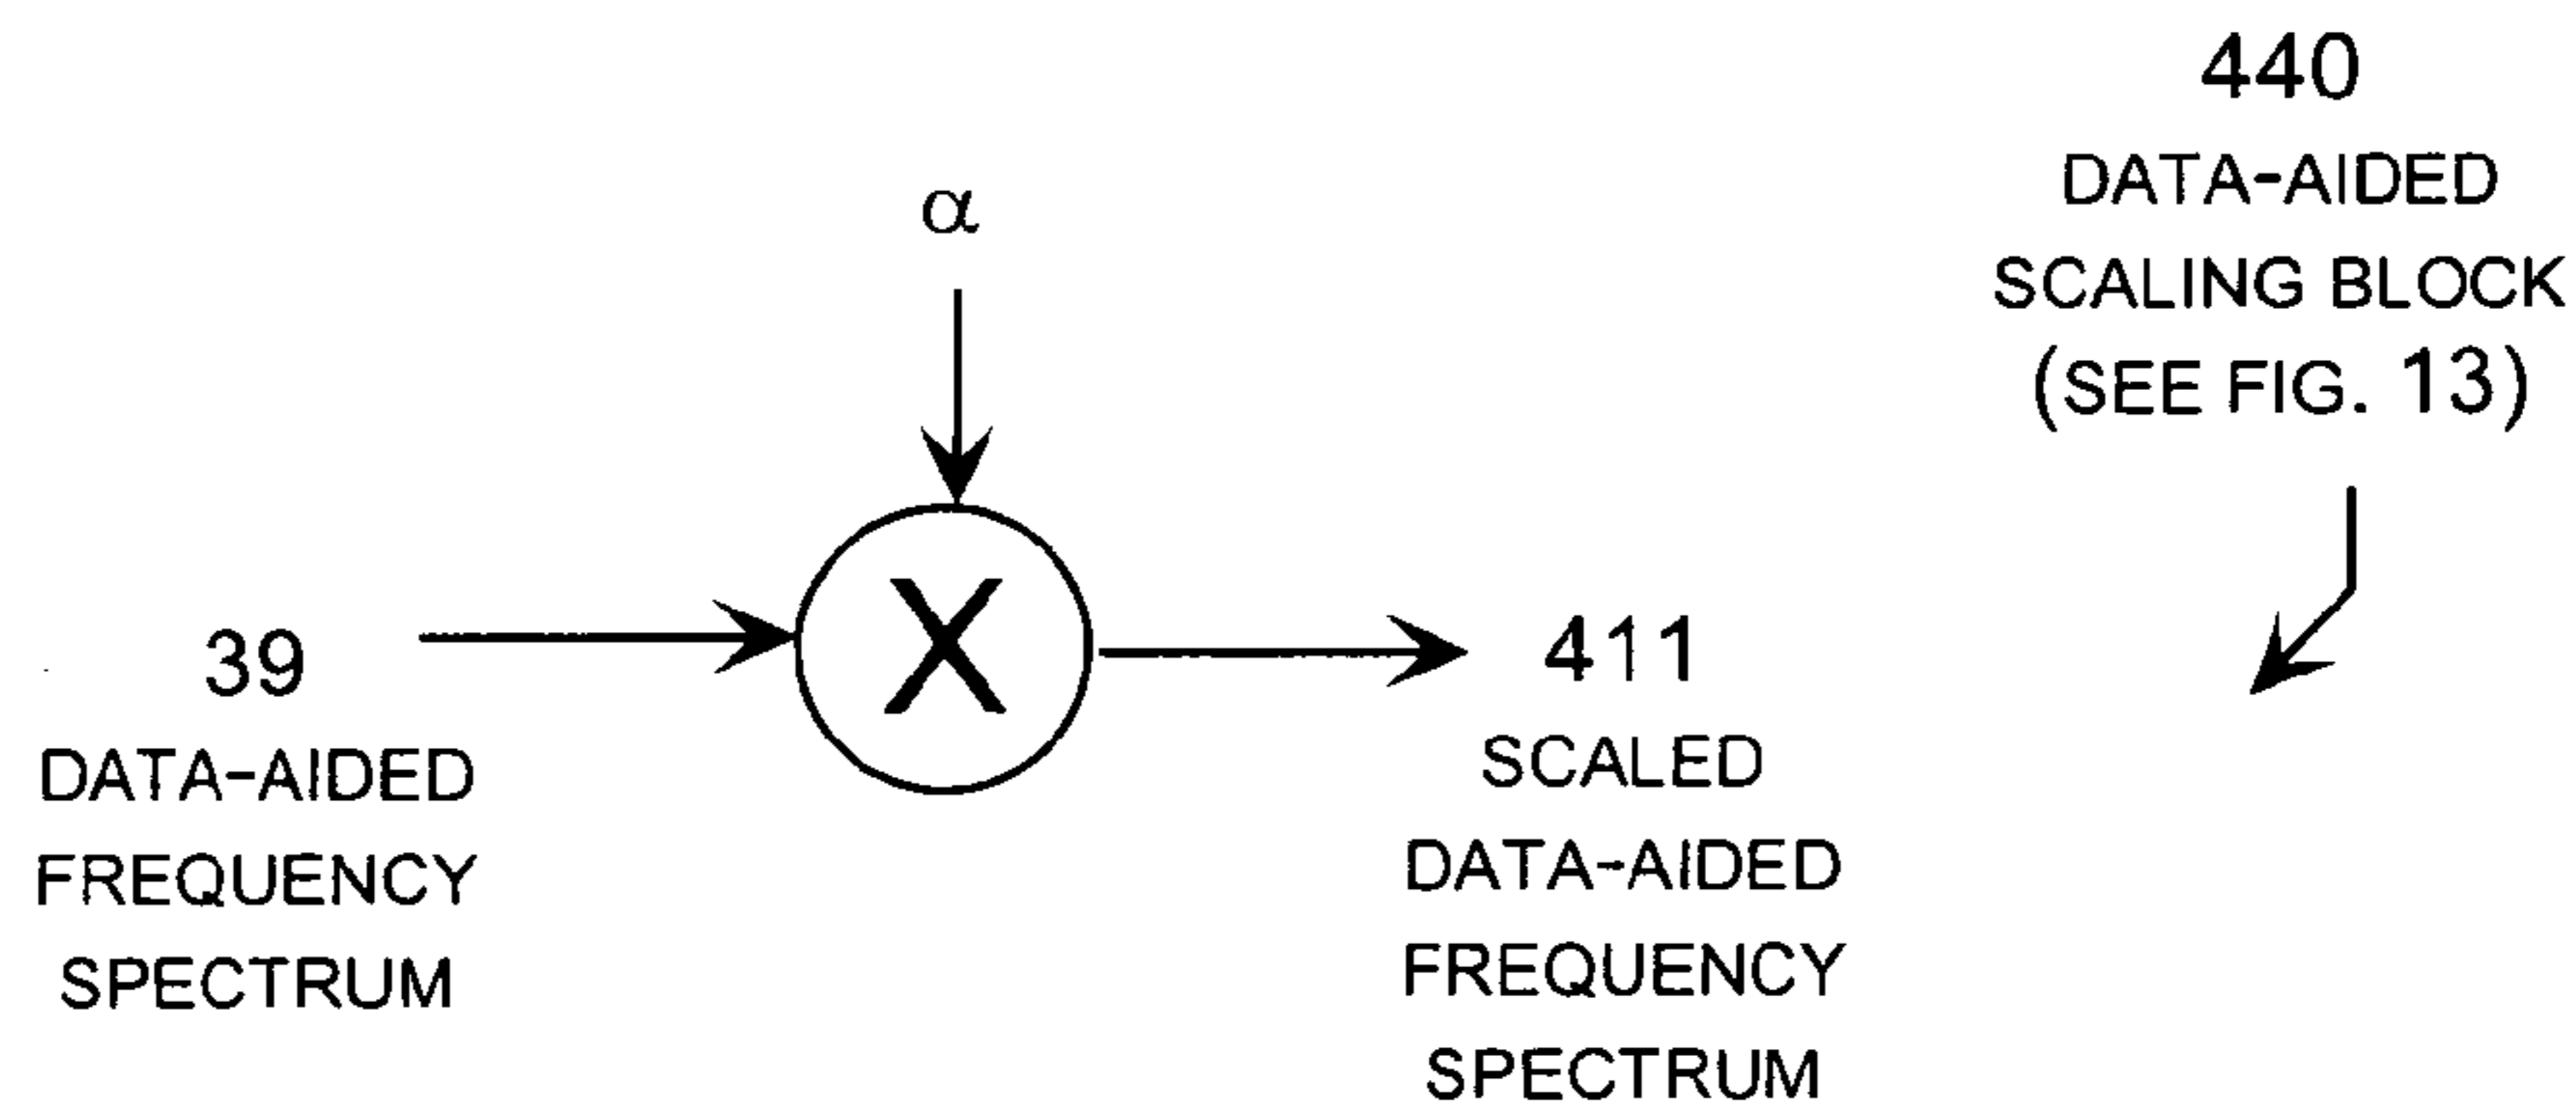 440
DATA-AIDED
SCALING BLOCK
(SEE FIG. 13)
α
X
39
DATA-AIDED
FREQUENCY
SPECTRUM
411
SCALED
DATA-AIDED
FREQUENCY
SPECTRUM